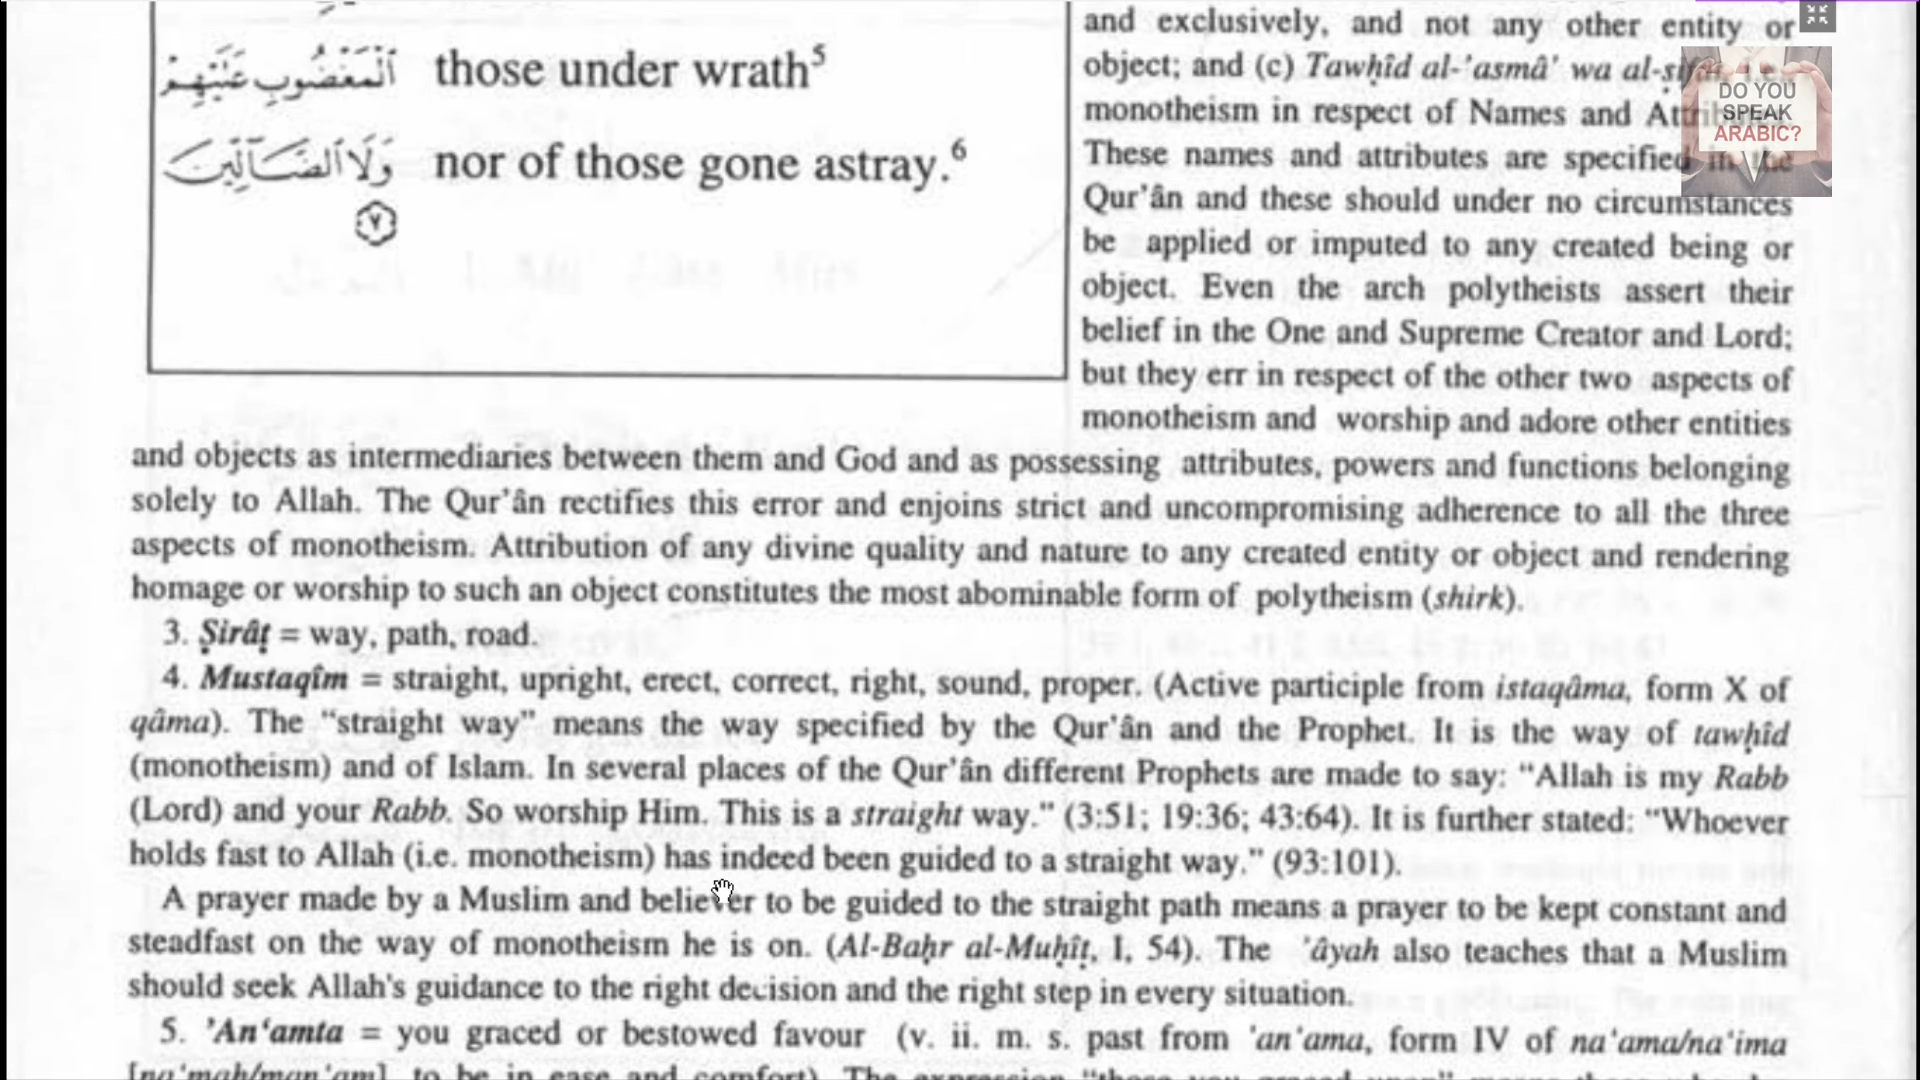 ٱلْمَغْضُوبِ عَلَيْهِمْ those under wrath⁵
وَلَا ٱلضَّآلِّينَ nor of those gone astray.⁶
٧
and exclusively, and not any other entity or
object; and (c) Tawḥîd al-'asmâ' wa al-ṣifât, i.e.
monotheism in respect of Names and
These names and attributes are specified in the
Qur'ân and these should under no circumstances
be applied or imputed to any created being or
object. Even the arch polytheists assert their
belief in the One and Supreme Creator and Lord;
but they err in respect of the other two aspects of
monotheism and worship and adore other entities
and objects as intermediaries between them and God and as possessing attributes, powers and functions belonging
solely to Allah. The Qur'ân rectifies this error and enjoins strict and uncompromising adherence to all the three
aspects of monotheism. Attribution of any divine quality and nature to any created entity or object and rendering
homage or worship to such an object constitutes the most abominable form of polytheism (shirk).
3. Ṣirâṭ = way, path, road.
4. Mustaqîm = straight, upright, erect, correct, right, sound, proper. (Active participle from istaqâma, form X of
qâma). The “straight way” means the way specified by the Qur'ân and the Prophet. It is the way of tawḥîd
(monotheism) and of Islam. In several places of the Qur'ân different Prophets are made to say: “Allah is my Rabb
(Lord) and your Rabb. So worship Him. This is a straight way.” (3:51; 19:36; 43:64). It is further stated: “Whoever
holds fast to Allah (i.e. monotheism) has indeed been guided to a straight way.” (93:101).
A prayer made by a Muslim and believer to be guided to the straight path means a prayer to be kept constant and
steadfast on the way of monotheism he is on. (Al-Baḥr al-Muḥîṭ, I, 54). The 'âyah also teaches that a Muslim
should seek Allah's guidance to the right decision and the right step in every situation.
5. 'An‘amta = you graced or bestowed favour (v. ii. m. s. past from 'an‘ama, form IV of na‘ama/na‘ima
[na‘mah/man‘am], to be in ease and comfort). The expression "those you graced upon" means those who
DO YOU
SPEAK
ARABIC?